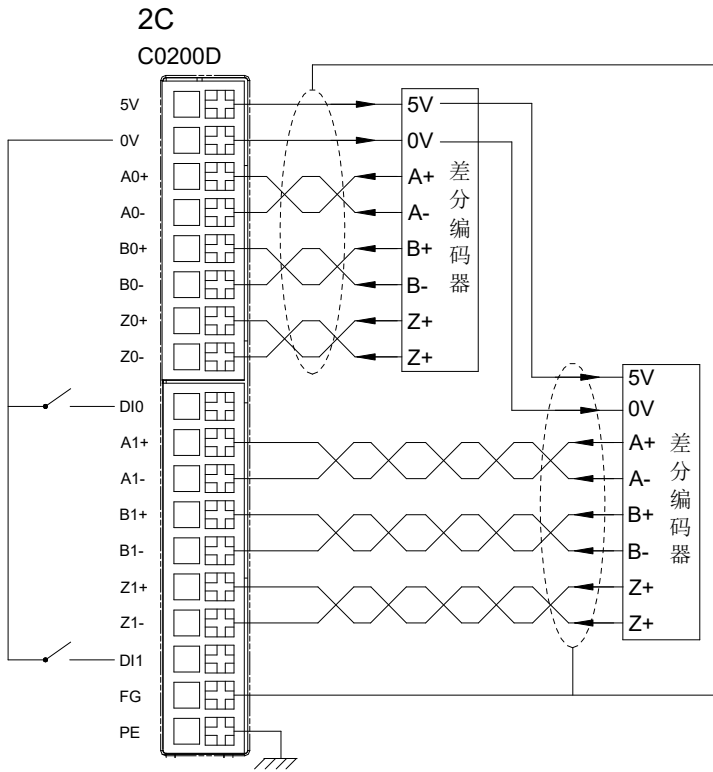 2C
C0200D
5V
0V
A0+
A0-
B0+
B0-
Z0+
Z0-
DI0
A1+
A1-
B1+
B1-
Z1+
Z1-
DI1
FG
PE
5V
0V
A+
A-
B+
B-
Z+
Z+
差分编码器
5V
0V
A+
A-
B+
B-
Z+
Z+
差分编码器